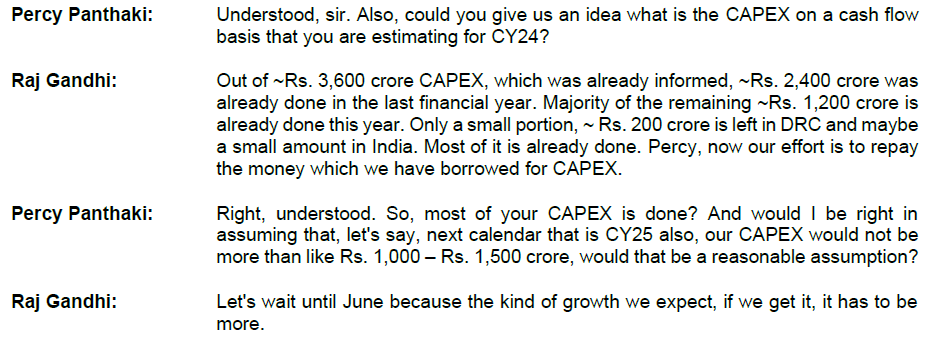 Percy Panthaki: Understood, sir. Also, could you give us an idea what is the CAPEX on a cash flow
basis that you are estimating for CY24?
Raj Gandhi: Out of ~Rs. 3,600 crore CAPEX, which was already informed, ~Rs. 2,400 crore was
already done in the last financial year. Majority of the remaining ~Rs. 1,200 crore is
already done this year. Only a small portion, ~ Rs. 200 crore is left in DRC and maybe
a small amount in India. Most of it is already done. Percy, now our effort is to repay
the money which we have borrowed for CAPEX.
Percy Panthaki: Right, understood. So, most of your CAPEX is done? And would I be right in
assuming that, let's say, next calendar that is CY25 also, our CAPEX would not be
more than like Rs. 1,000 – Rs. 1,500 crore, would that be a reasonable assumption?
Raj Gandhi: Let's wait until June because the kind of growth we expect, if we get it, it has to be
more.